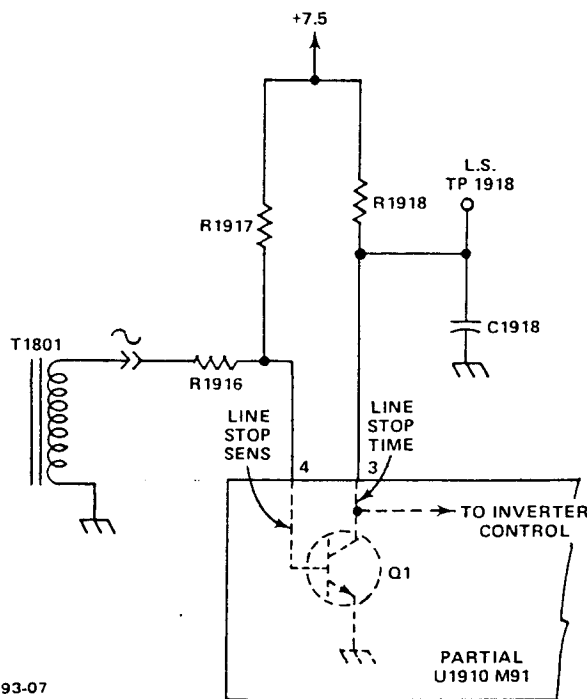 +7.5
L.S.
TP 1918
R1917
R1918
C1918
T1801
R1916
LINE
STOP
SENS
LINE
STOP
TIME
4
3
TO INVERTER
CONTROL
Q1
PARTIAL
U1910 M91
93-07